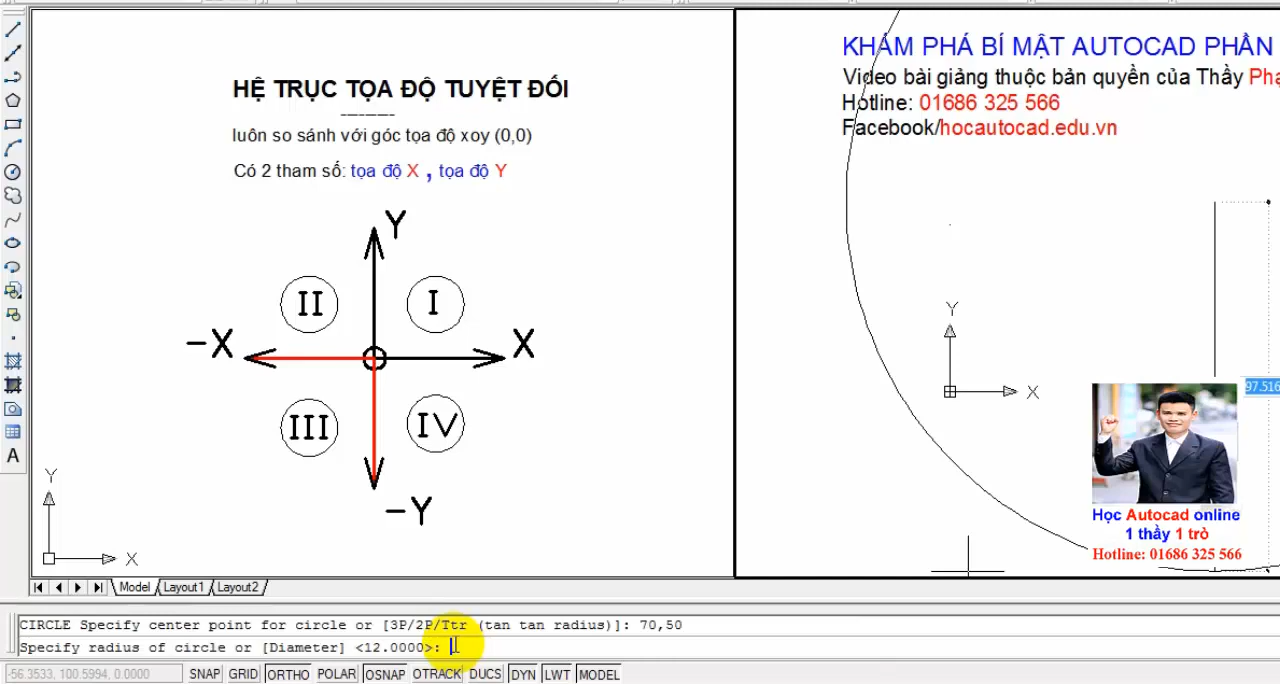 HỆ TRỤC TỌA ĐỘ TUYỆT ĐỐI
luôn so sánh với góc tọa độ xoy (0,0)
Có 2 tham số: tọa độ X , tọa độ Y
Y
II
I
-X
X
III
IV
-Y
Y
X
KHÁM PHÁ BÍ MẬT AUTOCAD PHẦN
Video bài giảng thuộc bản quyền của Thầy
Hotline: 01686 325 566
Facebook/hocautocad.edu.vn
Y
X
97.516
Học Autocad online
1 thầy 1 trò
Hotline: 01686 325 566
A
Model Layout1 Layout2
CIRCLE Specify center point for circle or [3P/2P/Ttr (tan tan radius)]: 70,50
Specify radius of circle or [Diameter] <12.0000>:
-56.3533, 100.5994, 0.0000 SNAP GRID ORTHO POLAR OSNAP OTRACK DUCS DYN LWT MODEL